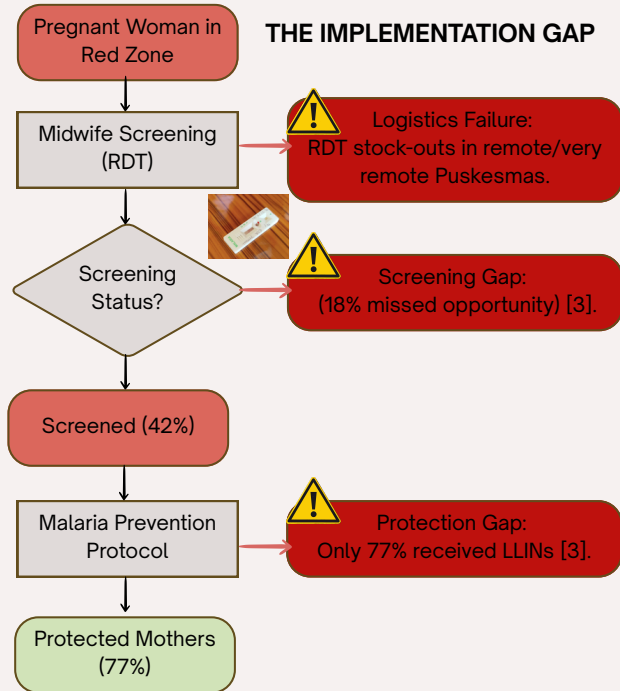 THE IMPLEMENTATION GAP
Pregnant Woman in
Red Zone
Midwife Screening
(RDT)
Logistics Failure:
RDT stock-outs in remote/very
remote Puskesmas.
Screening
Status?
Screening Gap:
(18% missed opportunity) [3].
Screened (42%)
Malaria Prevention
Protocol
Protection Gap:
Only 77% received LLINs [3].
Protected Mothers
(77%)